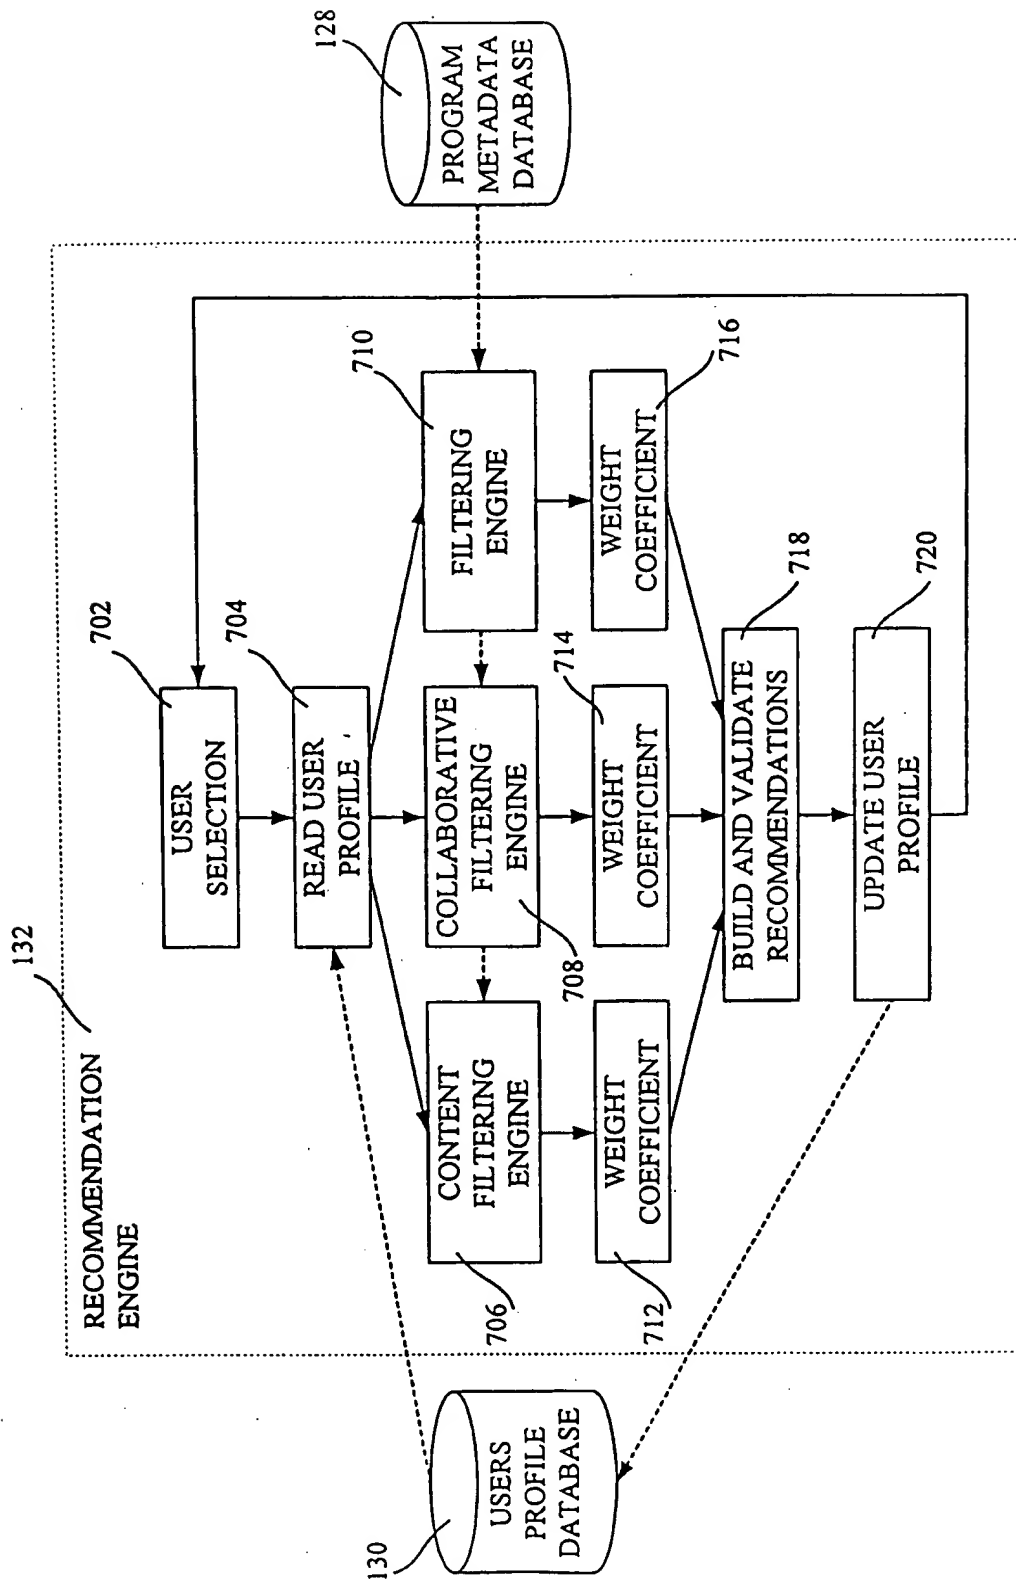 RECOMMENDATION
ENGINE
132
USER
SELECTION
702
READ USER
PROFILE
704
CONTENT
FILTERING
ENGINE
706
COLLABORATIVE
FILTERING
ENGINE
708
FILTERING
ENGINE
710
WEIGHT
COEFFICIENT
712
WEIGHT
COEFFICIENT
714
WEIGHT
COEFFICIENT
716
BUILD AND VALIDATE
RECOMMENDATIONS
718
UPDATE USER
PROFILE
720
USERS
PROFILE
DATABASE
130
PROGRAM
METADATA
DATABASE
128